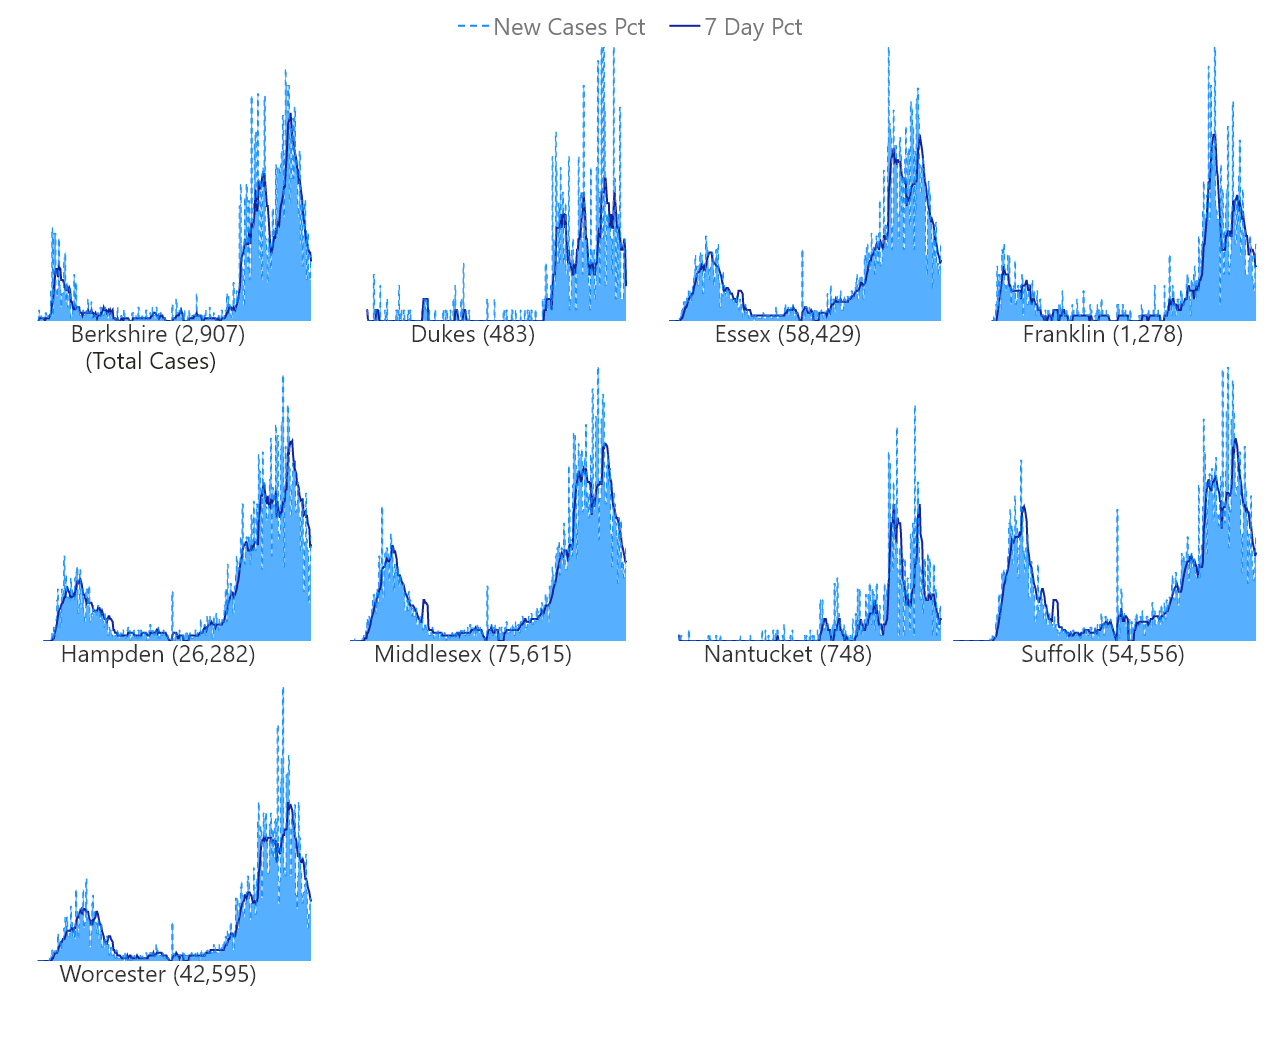 New Cases Pct 7 Day Pct
Berkshire (2,907)
(Total Cases)
Dukes (483)
Essex (58,429)
Franklin (1,278)
Hampden (26,282)
Middlesex (75,615)
Nantucket (748)
Suffolk (54,556)
Worcester (42,595)